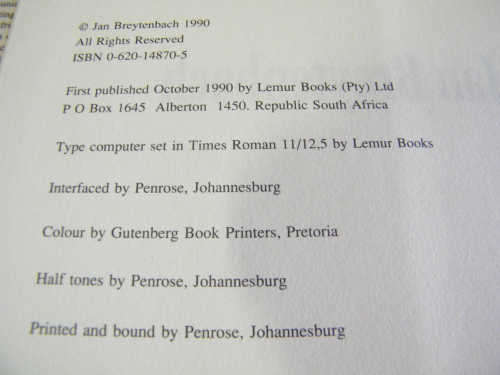 © Jan Breytenbach 1990
All Rights Reserved
ISBN 0-620-14870-5
First published October 1990 by Lemur Books (Pty) Ltd
P O Box 1645 Alberton 1450. Republic South Africa
Type computer set in Times Roman 11/12,5 by Lemur Books
Interfaced by Penrose, Johannesburg
Colour by Gutenberg Book Printers, Pretoria
Half tones by Penrose, Johannesburg
Printed and bound by Penrose, Johannesburg